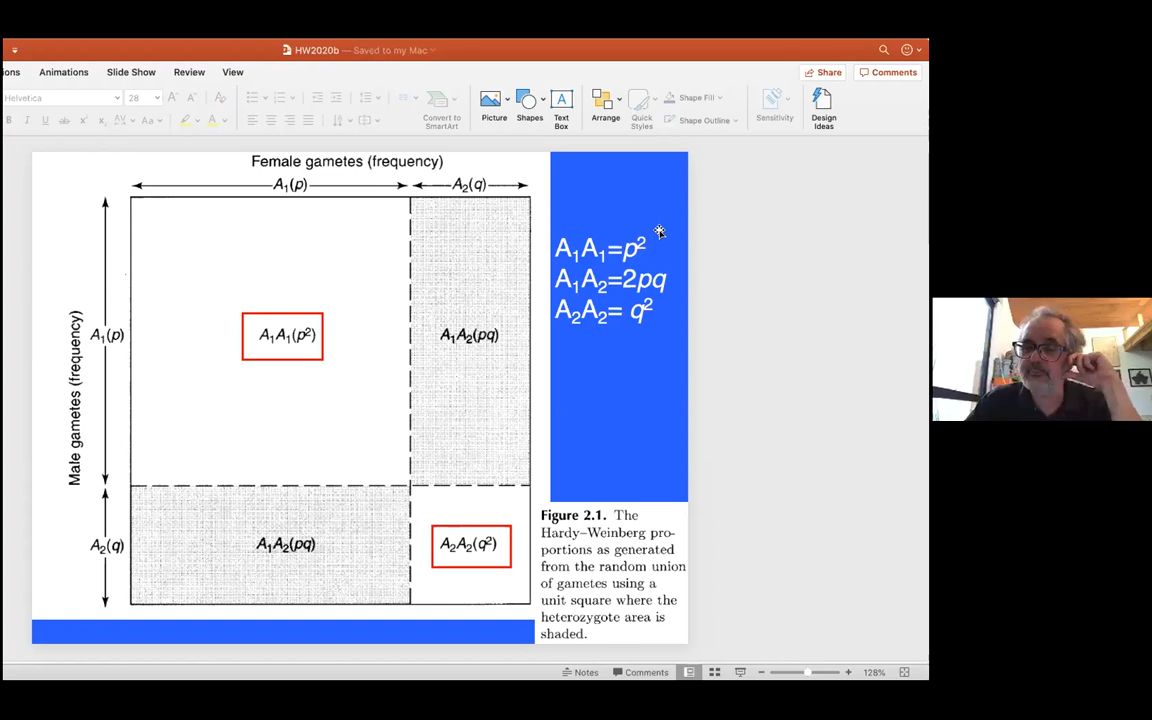 HW2020b — Saved to my Mac
ions Animations Slide Show Review View Share Comments
Helvetica 28 Convert to SmartArt Picture Shapes Text Box Arrange Quick Styles Shape Fill Shape Outline Sensitivity Design Ideas
Female gametes (frequency)
A₁(p) A₂(q)
Male gametes (frequency)
A₁(p)
A₁A₁(p²)
A₁A₂(pq)
A₂(q)
A₁A₂(pq)
A₂A₂(q²)
A₁A₁=p²
A₁A₂=2pq
A₂A₂= q²
Figure 2.1. The
Hardy–Weinberg pro-
portions as generated
from the random union
of gametes using a
unit square where the
heterozygote area is
shaded.
Notes Comments 128%